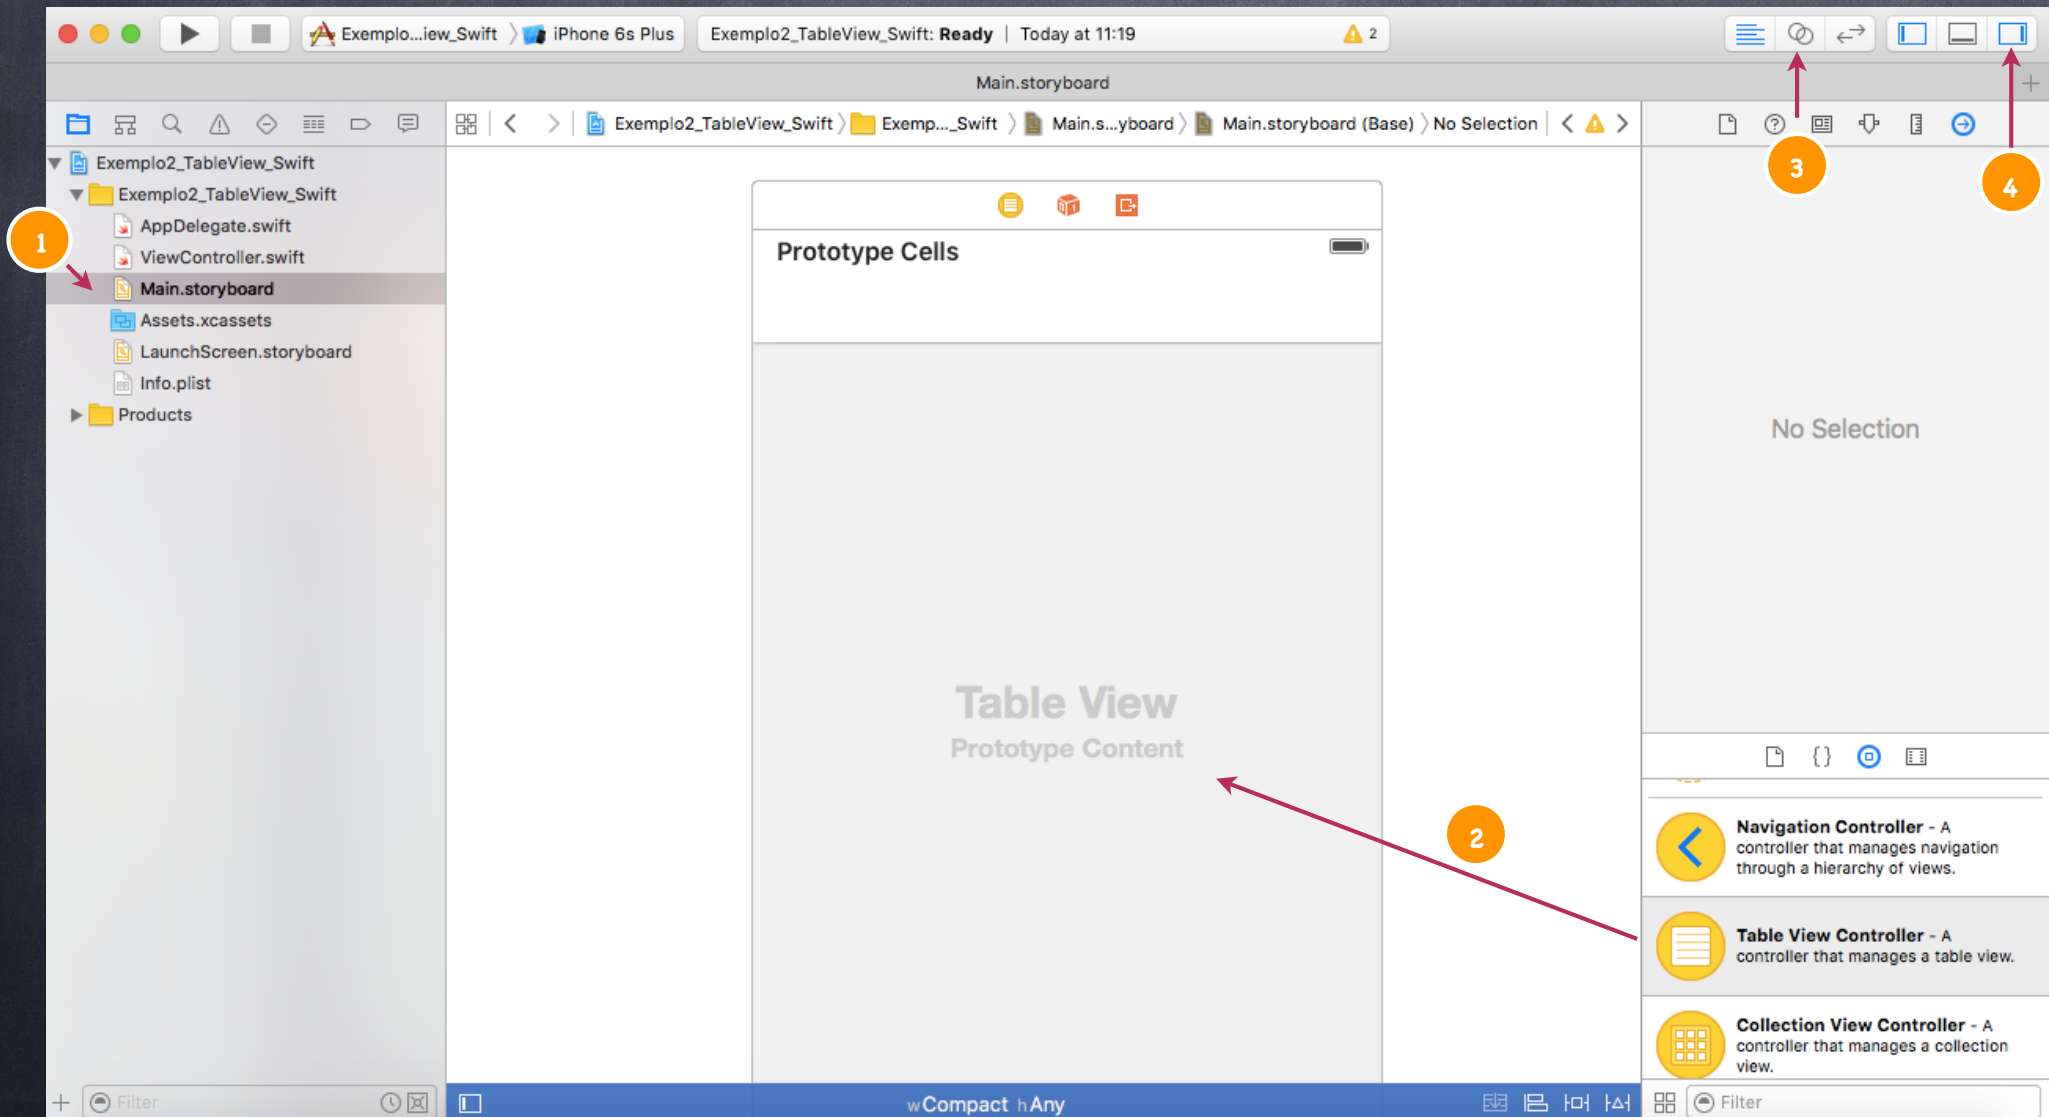 Exemplo...iew_Swift
iPhone 6s Plus
Exemplo2_TableView_Swift: Ready | Today at 11:19
2
Main.storyboard
Exemplo2_TableView_Swift
Exemp..._Swift
Main.s...yboard
Main.storyboard (Base)
No Selection
3
4
1
Exemplo2_TableView_Swift
Exemplo2_TableView_Swift
AppDelegate.swift
ViewController.swift
Main.storyboard
Assets.xcassets
LaunchScreen.storyboard
Info.plist
Products
Prototype Cells
Table View
Prototype Content
2
No Selection
{}
Navigation Controller - A
controller that manages navigation
through a hierarchy of views.
Table View Controller - A
controller that manages a table view.
Collection View Controller - A
controller that manages a collection
view.
Filter
wCompact hAny
Filter